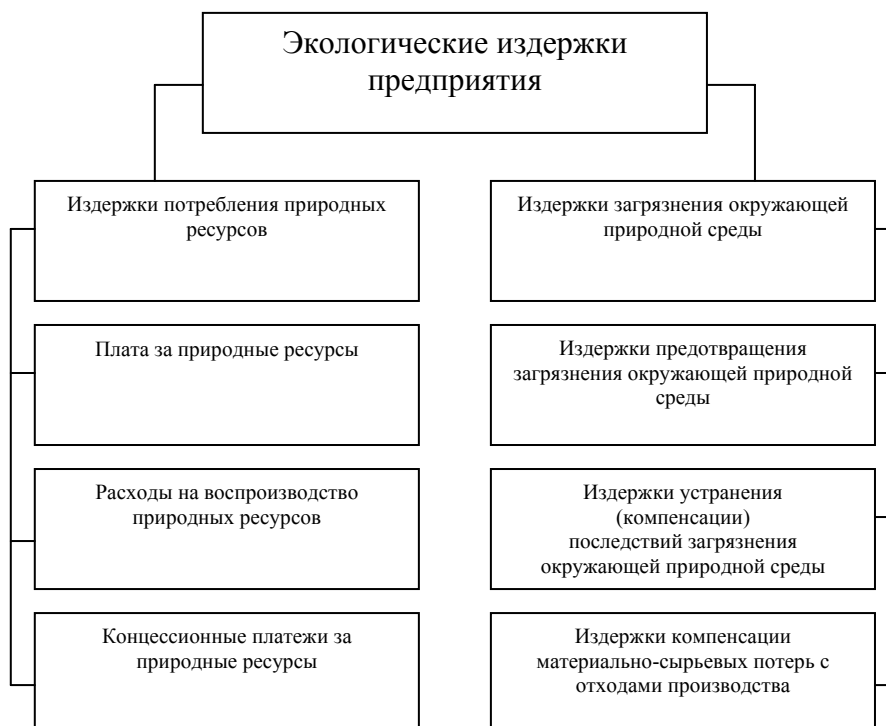 Экологические издержки
предприятия
Издержки потребления природных
ресурсов
Издержки загрязнения окружающей
природной среды
Плата за природные ресурсы
Издержки предотвращения
загрязнения окружающей природной
среды
Расходы на воспроизводство
природных ресурсов
Издержки устранения
(компенсации)
последствий загрязнения
окружающей природной среды
Концессионные платежи за
природные ресурсы
Издержки компенсации
материально-сырьевых потерь с
отходами производства